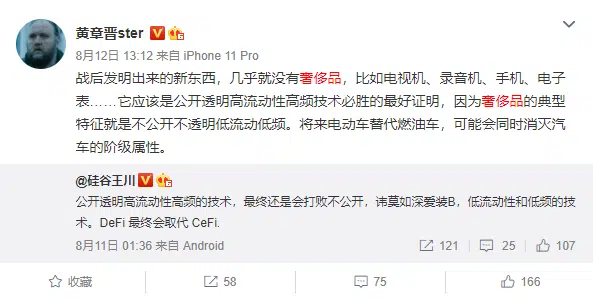 黄章晋ster
8月12日 13:12 来自 iPhone 11 Pro
战后发明出来的新东西，几乎就没有奢侈品，比如电视机、录音机、手机、电子
表……它应该是公开透明高流动性高频技术必胜的最好证明，因为奢侈品的典型
特征就是不公开不透明低流动低频。将来电动车替代燃油车，可能会同时消灭汽
车的阶级属性。
@硅谷王川
公开透明高流动性高频的技术，最终还是会打败不公开，讳莫如深爱装B，低流动性和低频的技
术。DeFi 最终会取代 CeFi.
8月11日 01:36 来自 Android 121 25 107
收藏 58 75 166